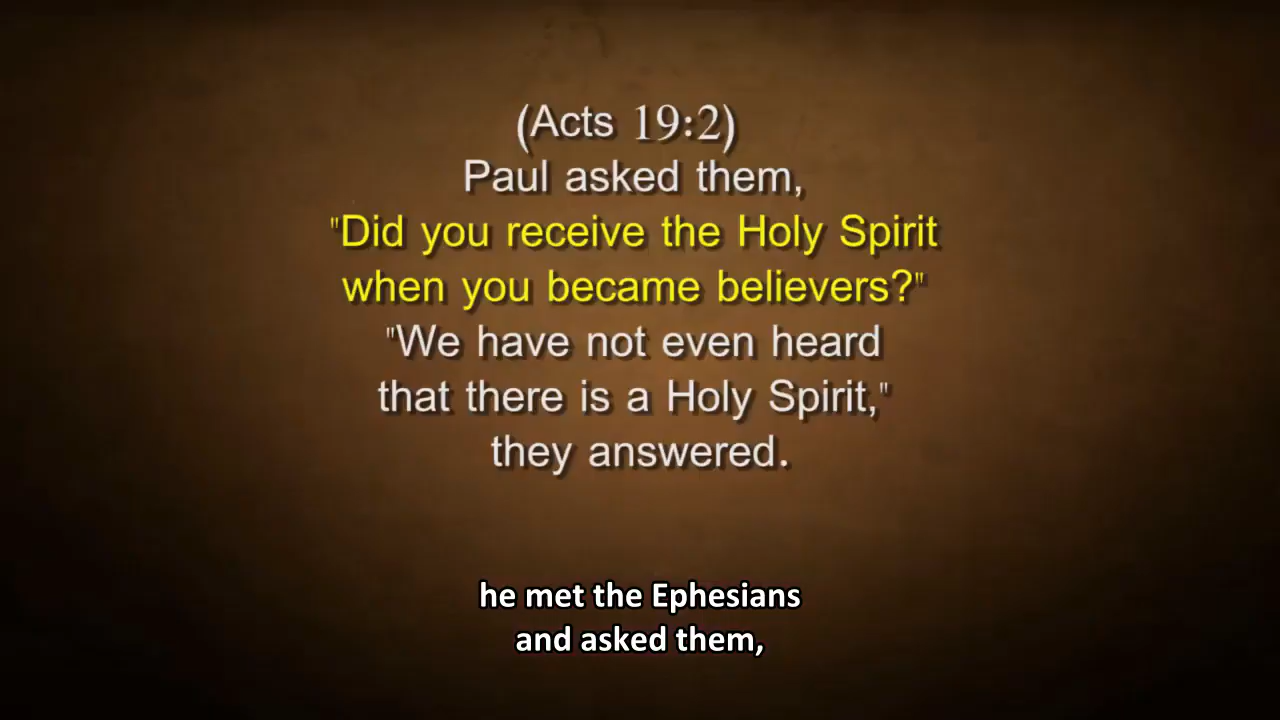 (Acts 19:2)
Paul asked them,
"Did you receive the Holy Spirit
when you became believers?"
"We have not even heard
that there is a Holy Spirit,"
they answered.
he met the Ephesians
and asked them,